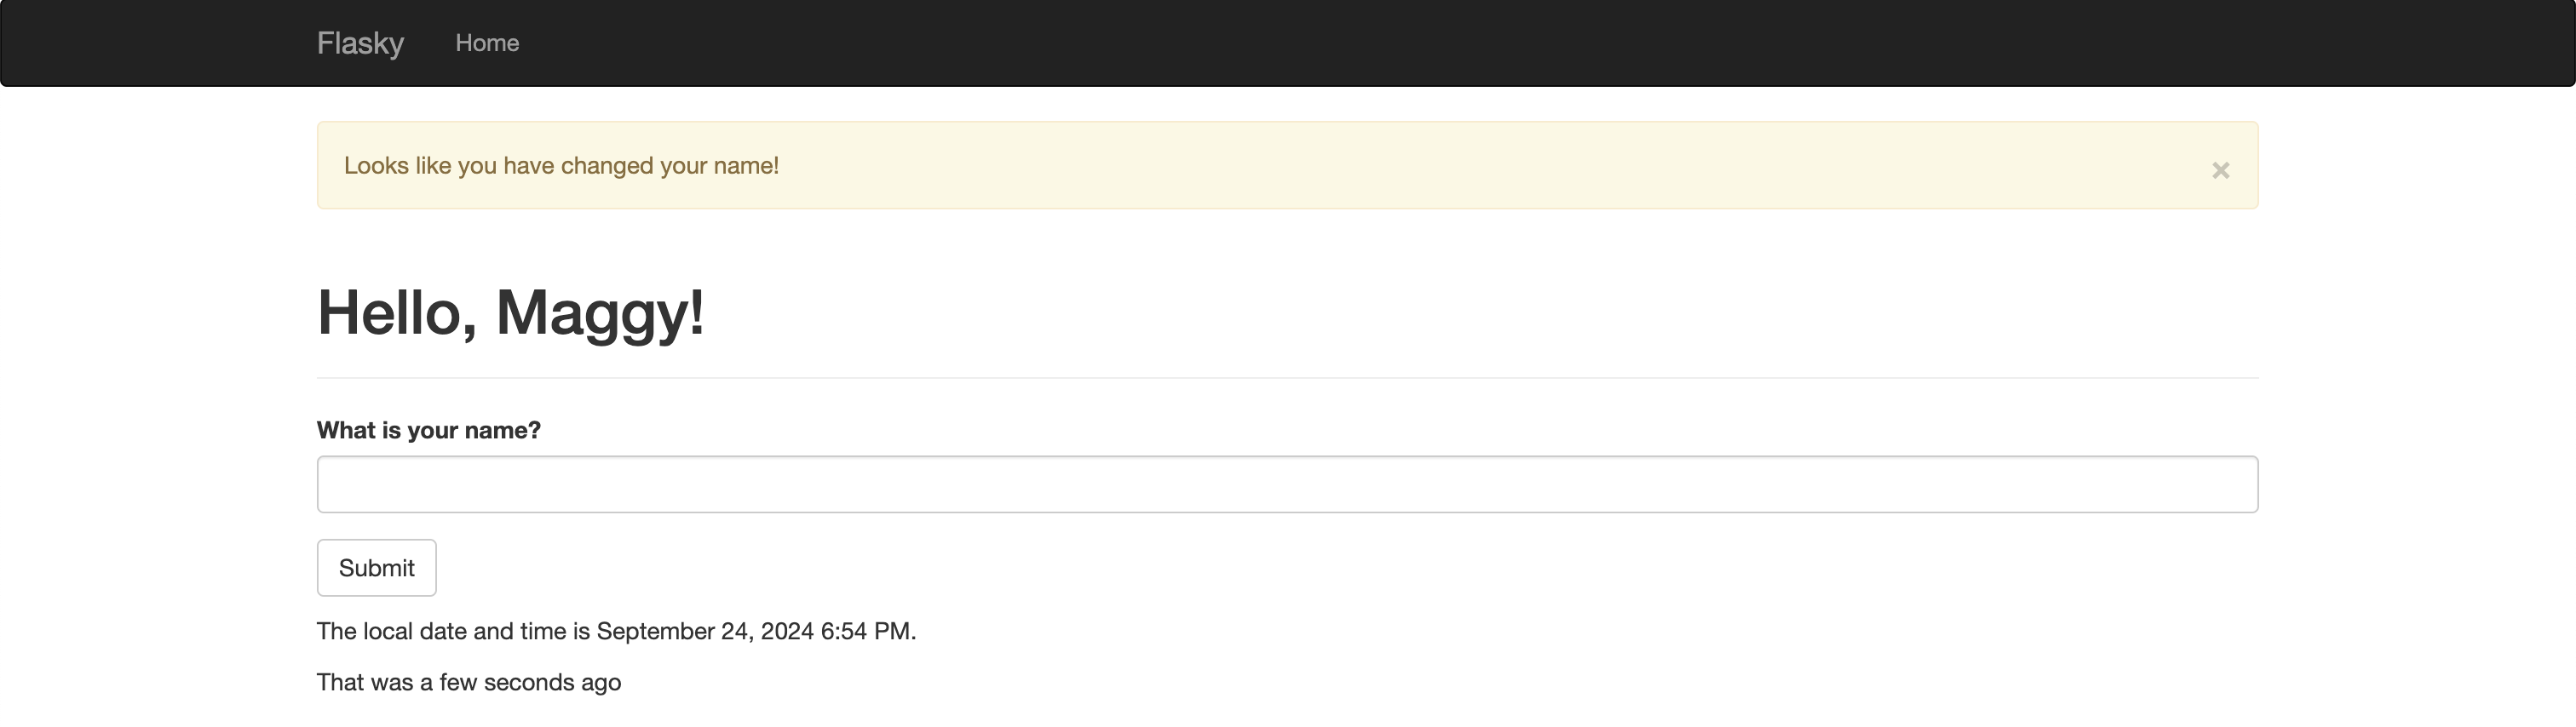 Flasky Home
Looks like you have changed your name! ×
Hello, Maggy!
What is your name?
Submit
The local date and time is September 24, 2024 6:54 PM.
That was a few seconds ago